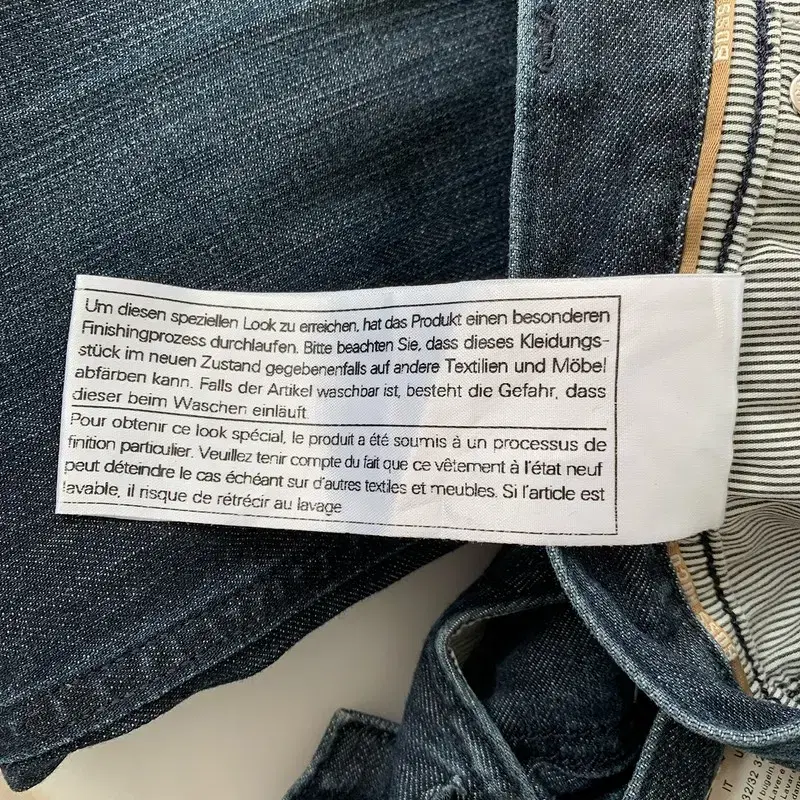 Um diesen speziellen Look zu erreichen, hat das Produkt einen besonderen
Finishingprozess durchlaufen. Bitte beachten Sie, dass dieses Kleidungs-
stück im neuen Zustand gegebenenfalls auf andere Textilien und Möbel
abfärben kann. Falls der Artikel waschbar ist, besteht die Gefahr, dass
dieser beim Waschen einläuft
Pour obtenir ce look spécial, le produit a été soumis à un processus de
finition particulier. Veuillez tenir compte du fait que ce vêtement à l'état neuf
peut déteindre le cas échéant sur d'autres textiles et meubles. Si l'article est
lavable, il risque de rétrécir au lavage
BOSS
IT
32/32